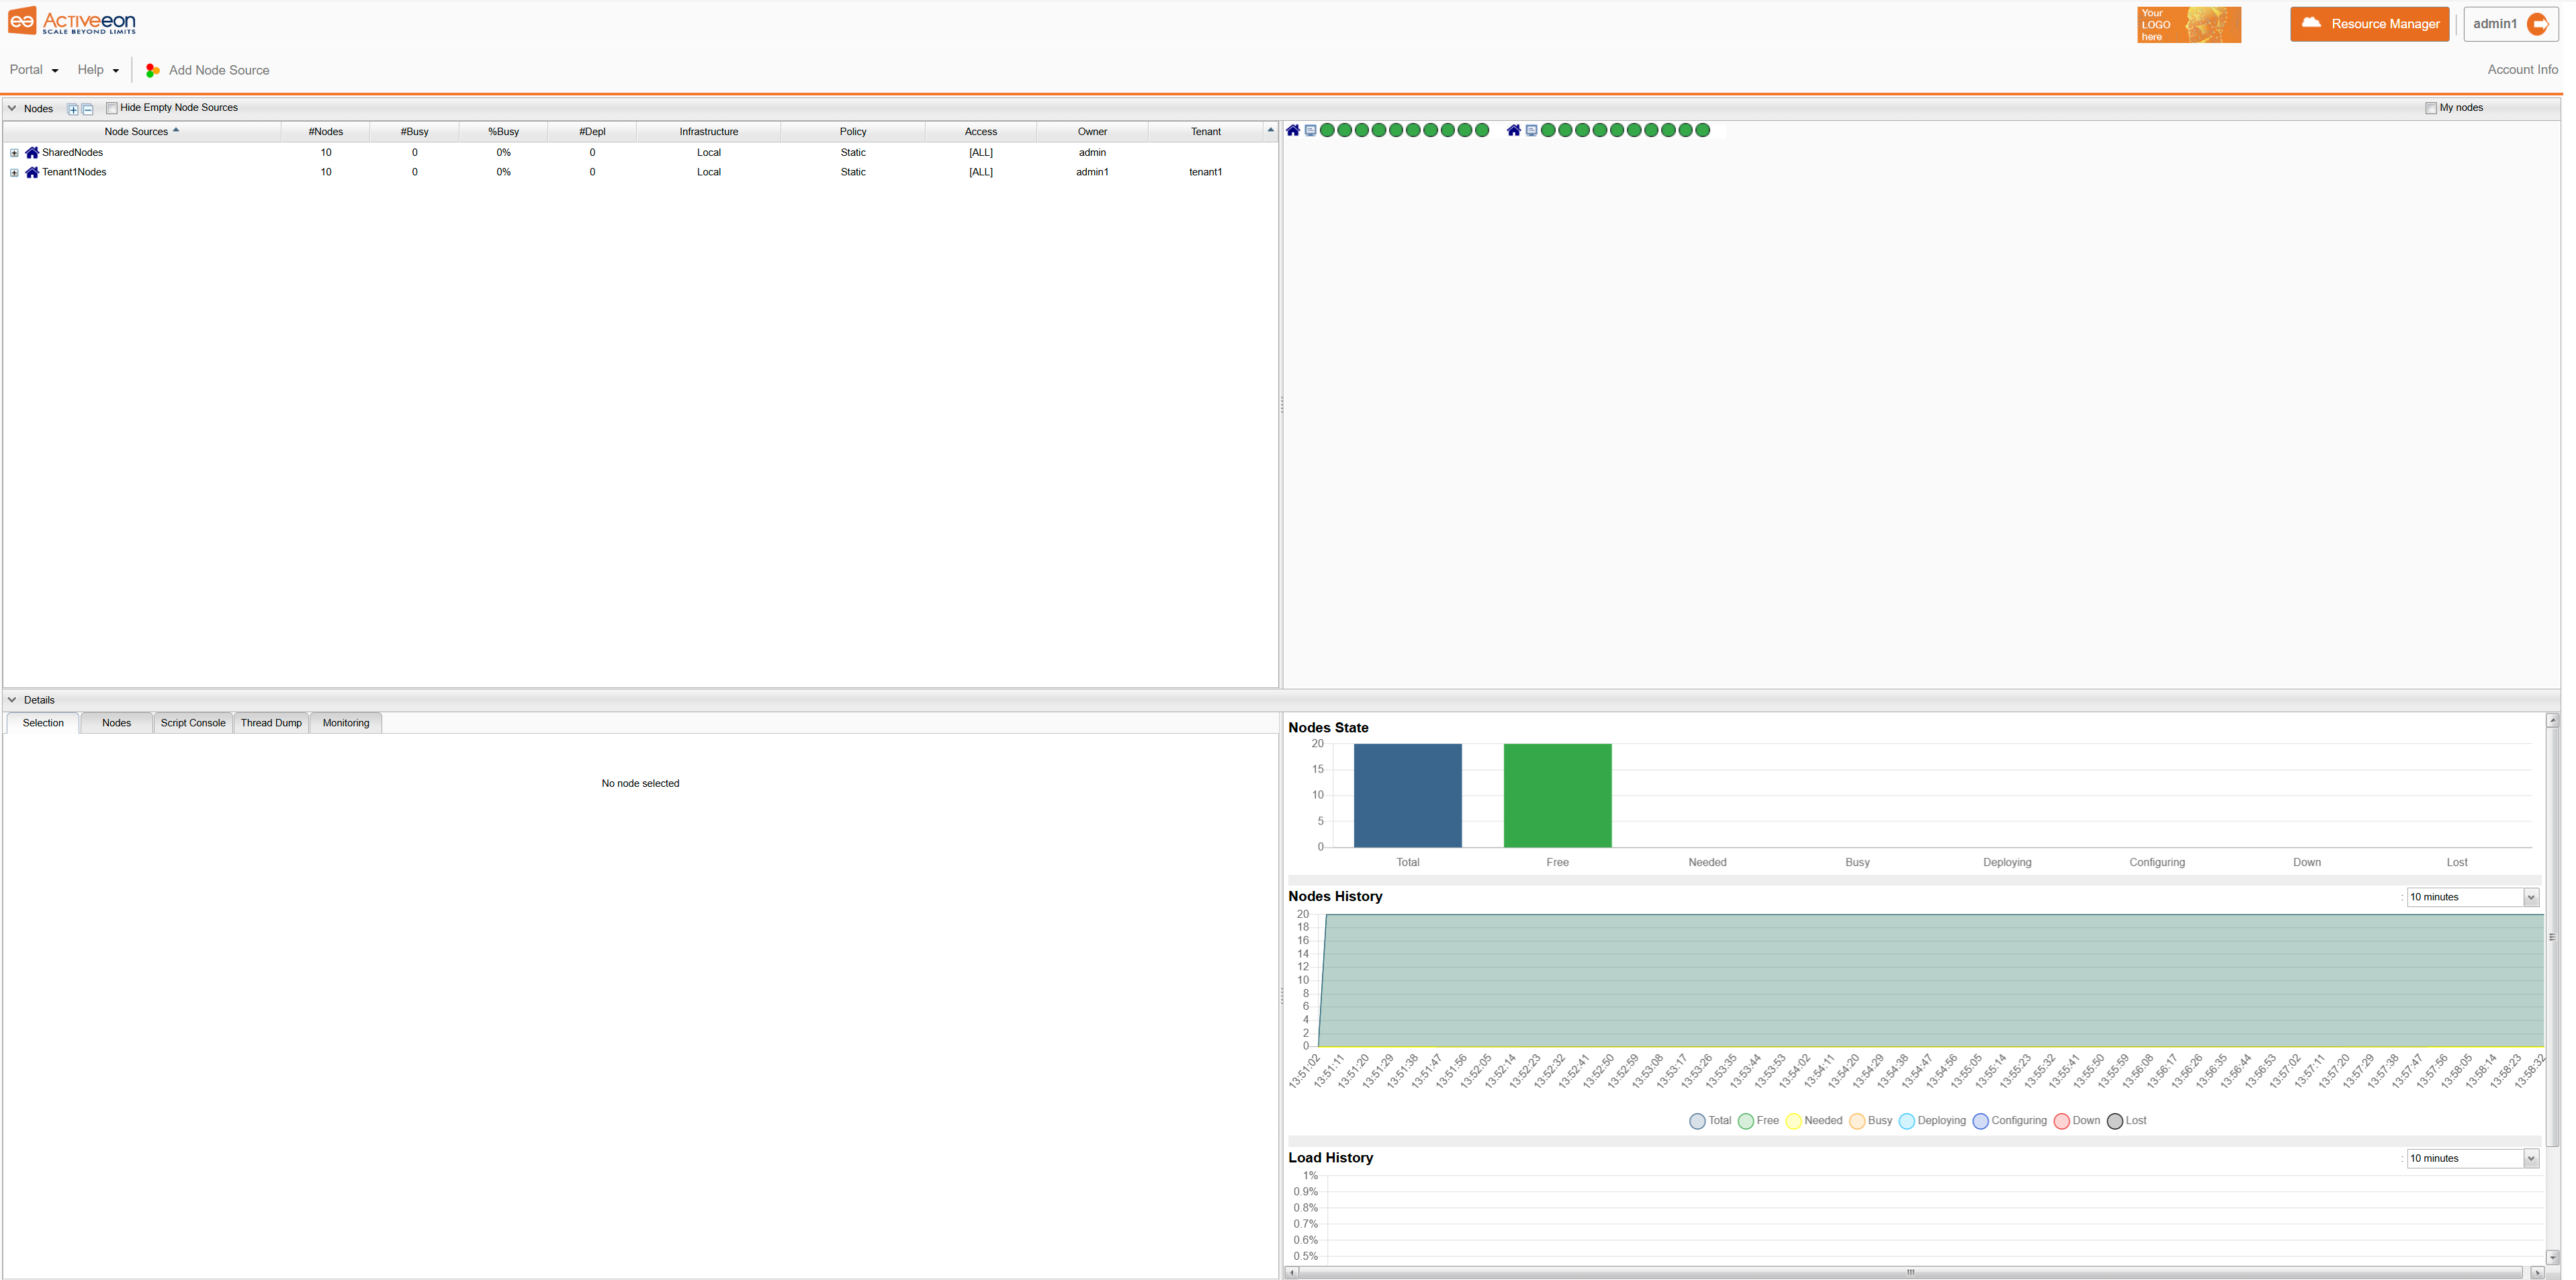 Activeeon
SCALE BEYOND LIMITS
Your
LOGO
here
Resource Manager
admin1
Portal Help Add Node Source Account Info
Nodes Hide Empty Node Sources My nodes
Node Sources #Nodes #Busy %Busy #Depl Infrastructure Policy Access Owner Tenant
SharedNodes 10 0 0% 0 Local Static [ALL] admin
Tenant1Nodes 10 0 0% 0 Local Static [ALL] admin1 tenant1
Details
Selection Nodes Script Console Thread Dump Monitoring
No node selected
Nodes State
20
15
10
5
0
Total Free Needed Busy Deploying Configuring Down Lost
Nodes History : 10 minutes
20
18
16
14
12
10
8
6
4
2
0
13:51:02 13:51:11 13:51:20 13:51:29 13:51:38 13:51:47 13:51:56 13:52:05 13:52:14 13:52:23 13:52:32 13:52:41 13:52:50 13:52:59 13:53:08 13:53:17 13:53:26 13:53:35 13:53:44 13:53:53 13:54:02 13:54:11 13:54:20 13:54:29 13:54:38 13:54:47 13:54:56 13:55:05 13:55:14 13:55:23 13:55:32 13:55:41 13:55:50 13:55:59 13:56:08 13:56:17 13:56:26 13:56:35 13:56:44 13:56:53 13:57:02 13:57:11 13:57:20 13:57:29 13:57:38 13:57:47 13:57:56 13:58:05 13:58:14 13:58:23 13:58:32
Total Free Needed Busy Deploying Configuring Down Lost
Load History : 10 minutes
1%
0.9%
0.8%
0.7%
0.6%
0.5%